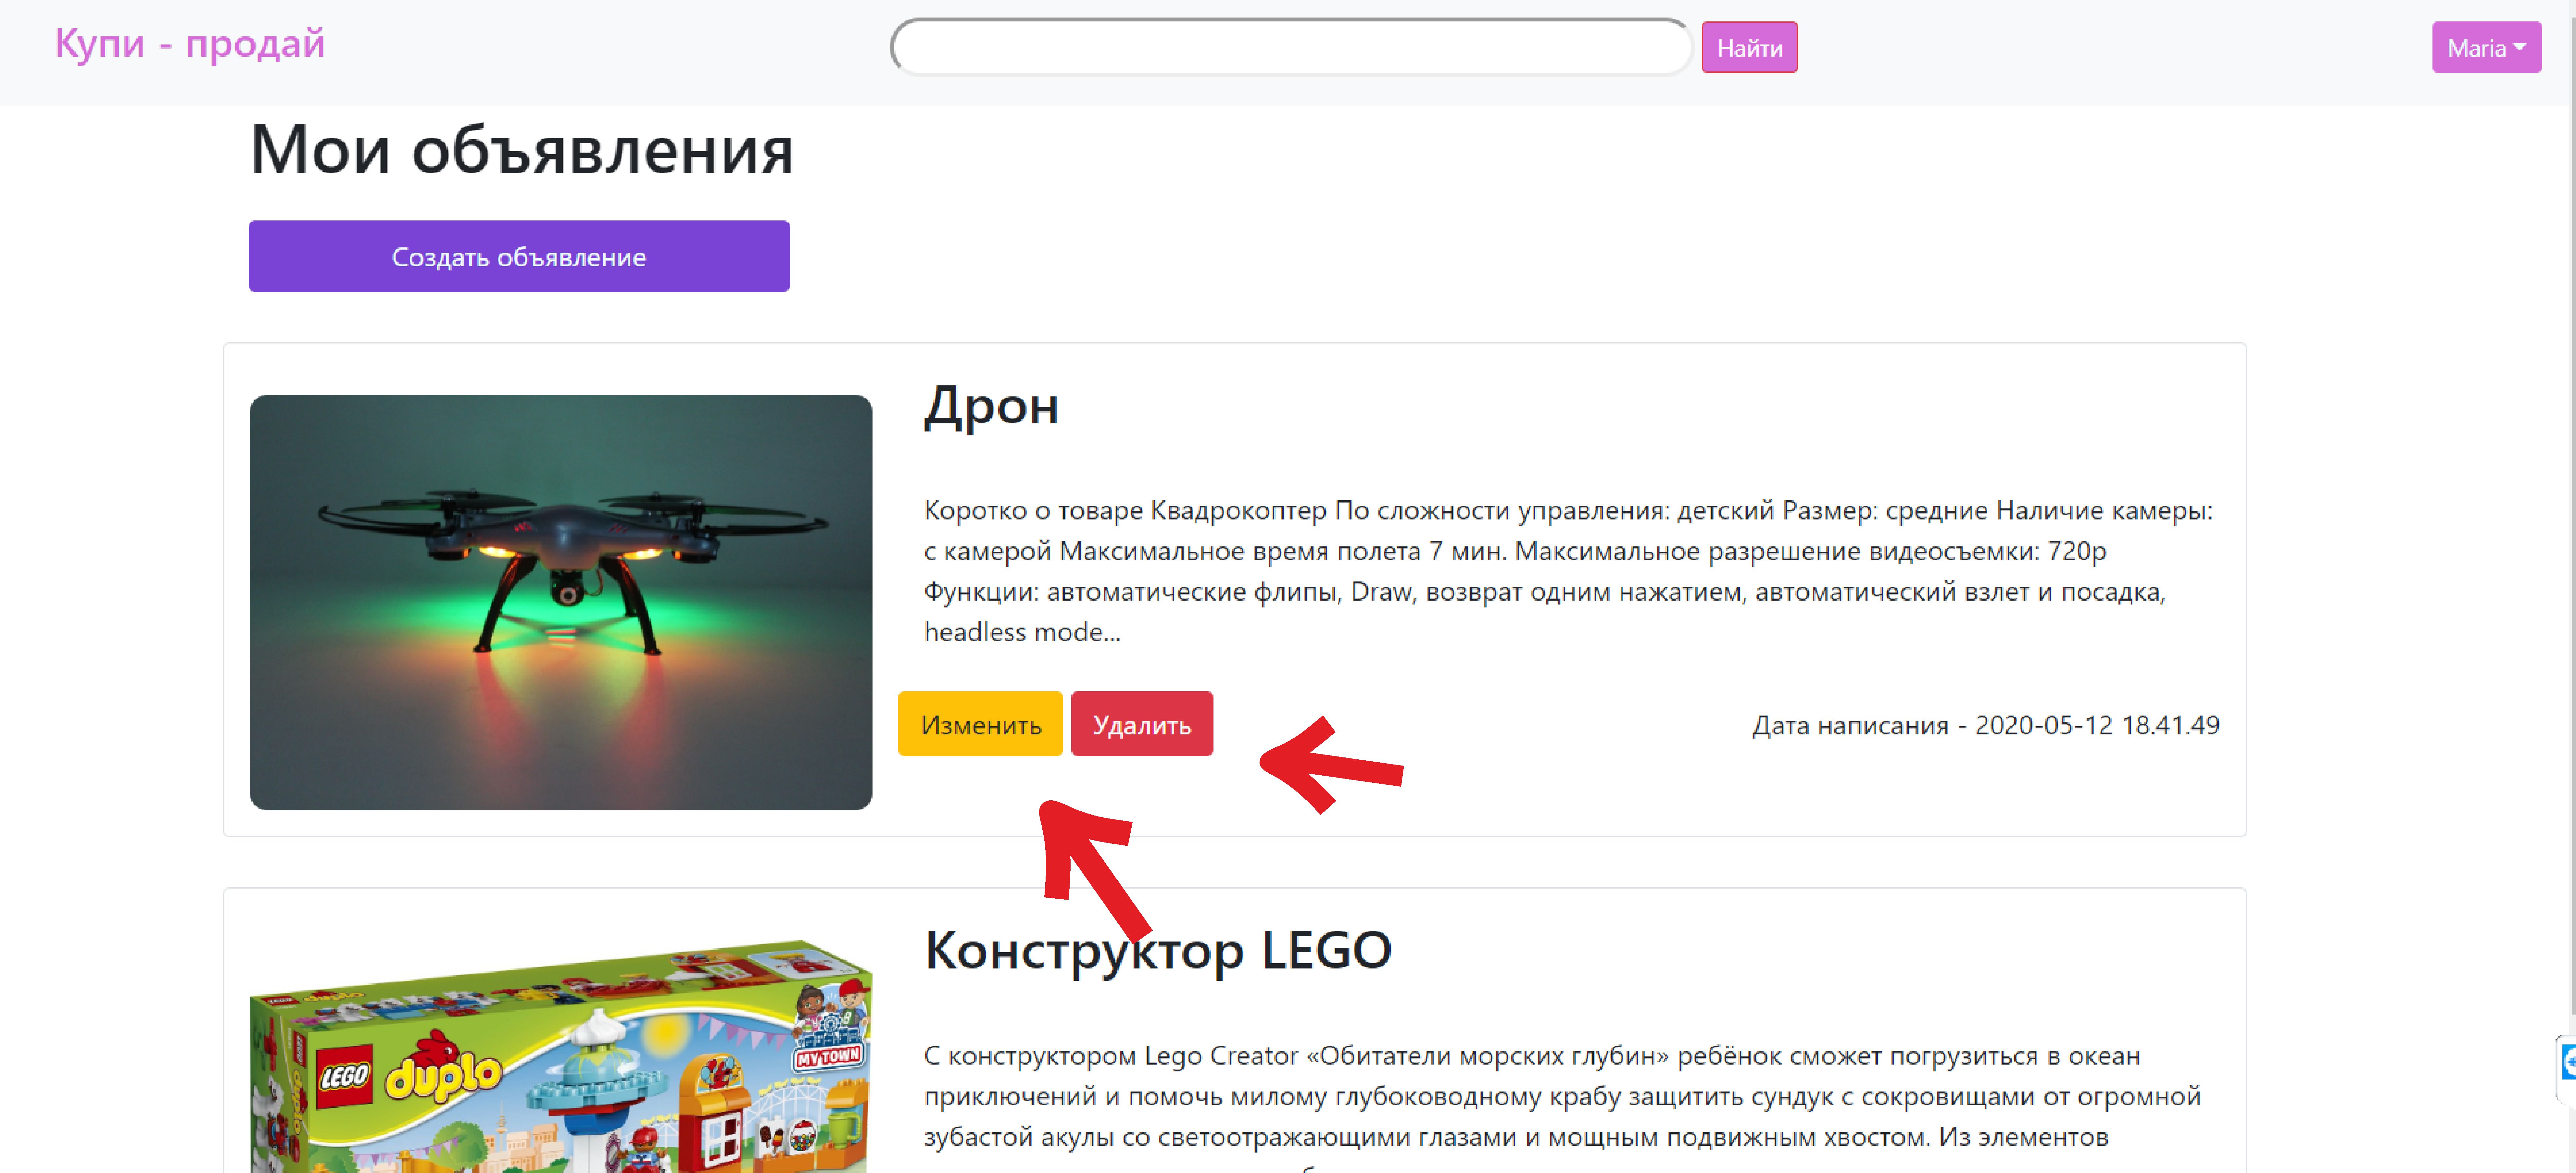 Купи - продай
Найти
Maria
Мои объявления
Создать объявление
Дрон
Коротко о товаре Квадрокоптер По сложности управления: детский Размер: средние Наличие камеры:
с камерой Максимальное время полета 7 мин. Максимальное разрешение видеосъемки: 720p
Функции: автоматические флипы, Draw, возврат одним нажатием, автоматический взлет и посадка,
headless mode...
Изменить
Удалить
Дата написания - 2020-05-12 18.41.49
Конструктор LEGO
LEGO
duplo
MY TOWN
С конструктором Lego Creator «Обитатели морских глубин» ребёнок сможет погрузиться в океан
приключений и помочь милому глубоководному крабу защитить сундук с сокровищами от огромной
зубастой акулы со светоотражающими глазами и мощным подвижным хвостом. Из элементов